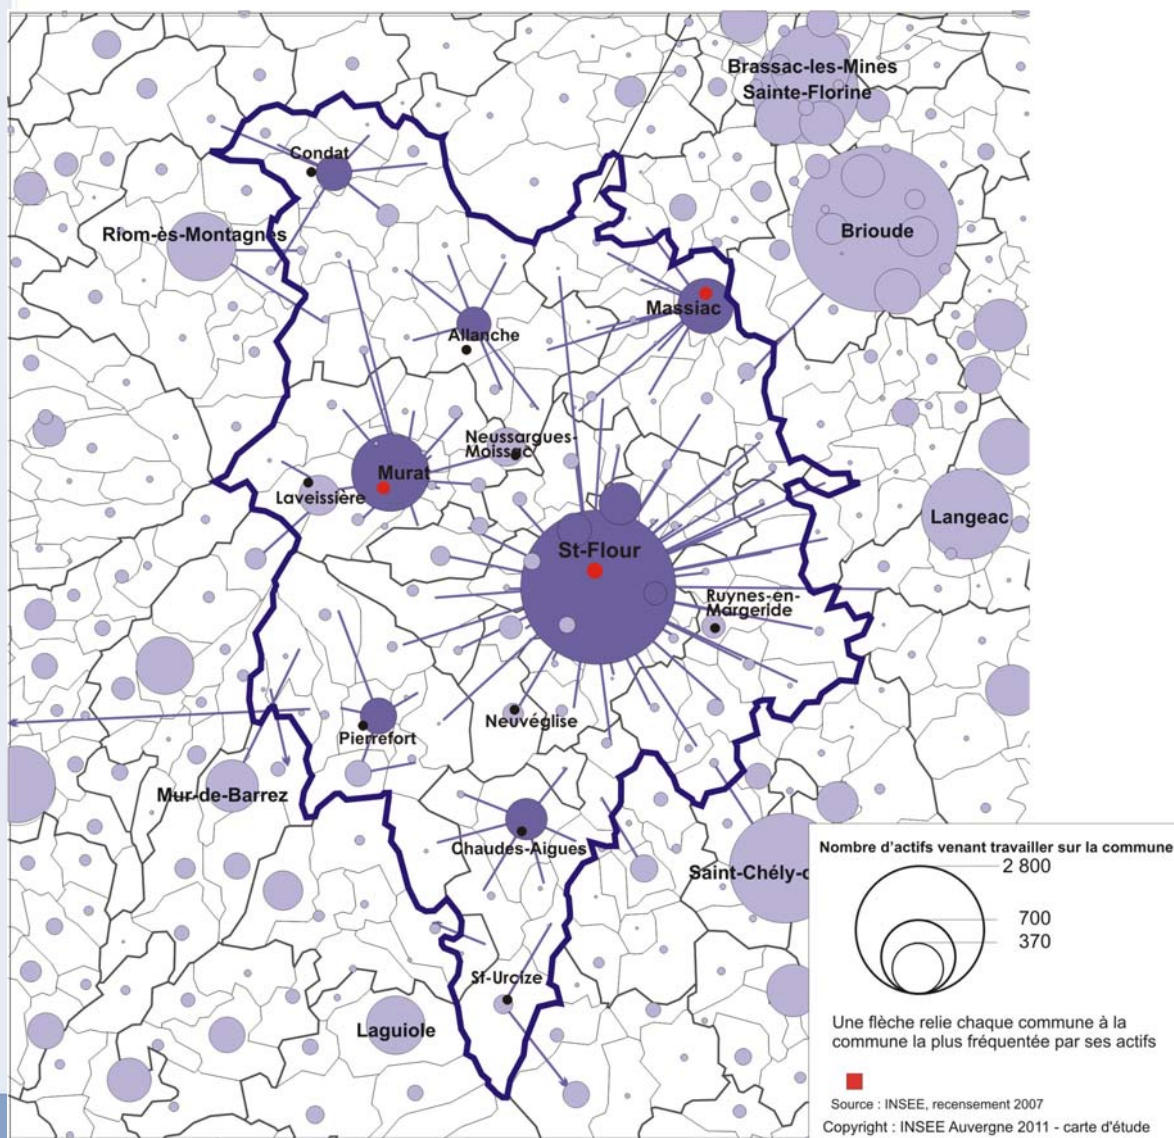 Brassac-les-Mines
Sainte-Florine
Condat
Riom-ès-Montagnes
Brioude
Massiac
Allanche
Neussargues-
Moissac
Murat
Laveissière
Langeac
St-Flour
Ruynes-en-
Margeride
Neuvéglise
Pierrefort
Mur-de-Barrez
Chaudes-Aigues
Saint-Chély-d
St-Urcize
Laguiole
Nombre d'actifs venant travailler sur la commune
2 800
700
370
Une flèche relie chaque commune à la
commune la plus fréquentée par ses actifs
Source : INSEE, recensement 2007
Copyright : INSEE Auvergne 2011 - carte d'étude